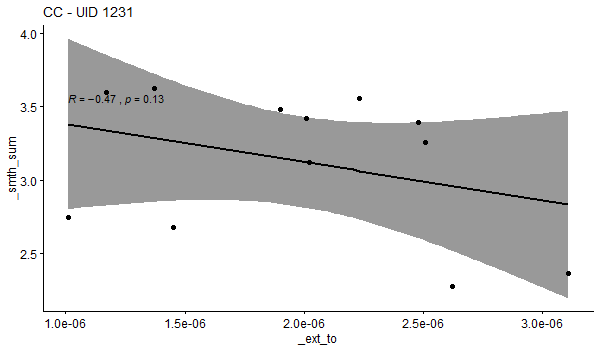 CC - UID 1231
4.0
R = −0.47 , p = 0.13
3.5
3.0
2.5
_smth_sum
1.0e-06 1.5e-06 2.0e-06 2.5e-06 3.0e-06
_ext_to